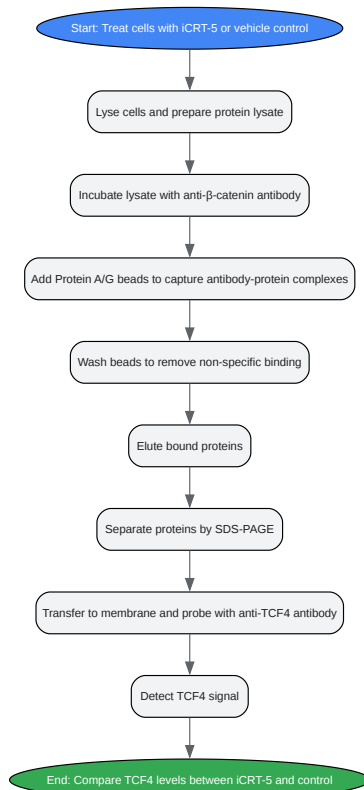 Start: Treat cells with iCRT-5 or vehicle control
Lyse cells and prepare protein lysate
Incubate lysate with anti-β-catenin antibody
Add Protein A/G beads to capture antibody-protein complexes
Wash beads to remove non-specific binding
Elute bound proteins
Separate proteins by SDS-PAGE
Transfer to membrane and probe with anti-TCF4 antibody
Detect TCF4 signal
End: Compare TCF4 levels between iCRT-5 and control